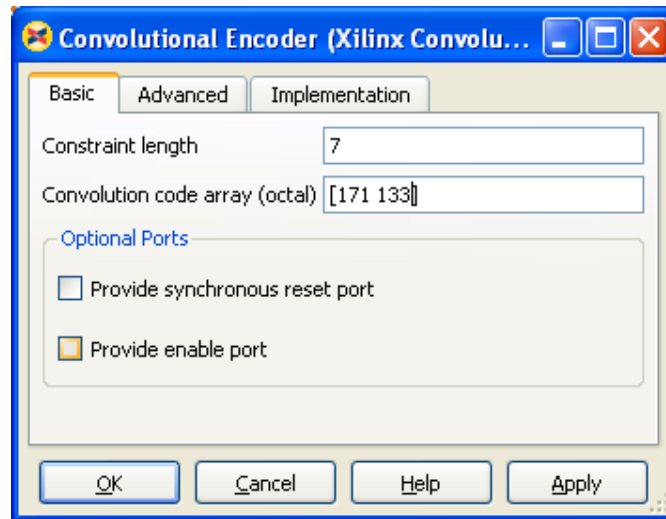 Convolutional Encoder (Xilinx Convolu...
Basic Advanced Implementation
Constraint length 7
Convolution code array (octal) [171 133]
Optional Ports
Provide synchronous reset port
Provide enable port
OK Cancel Help Apply